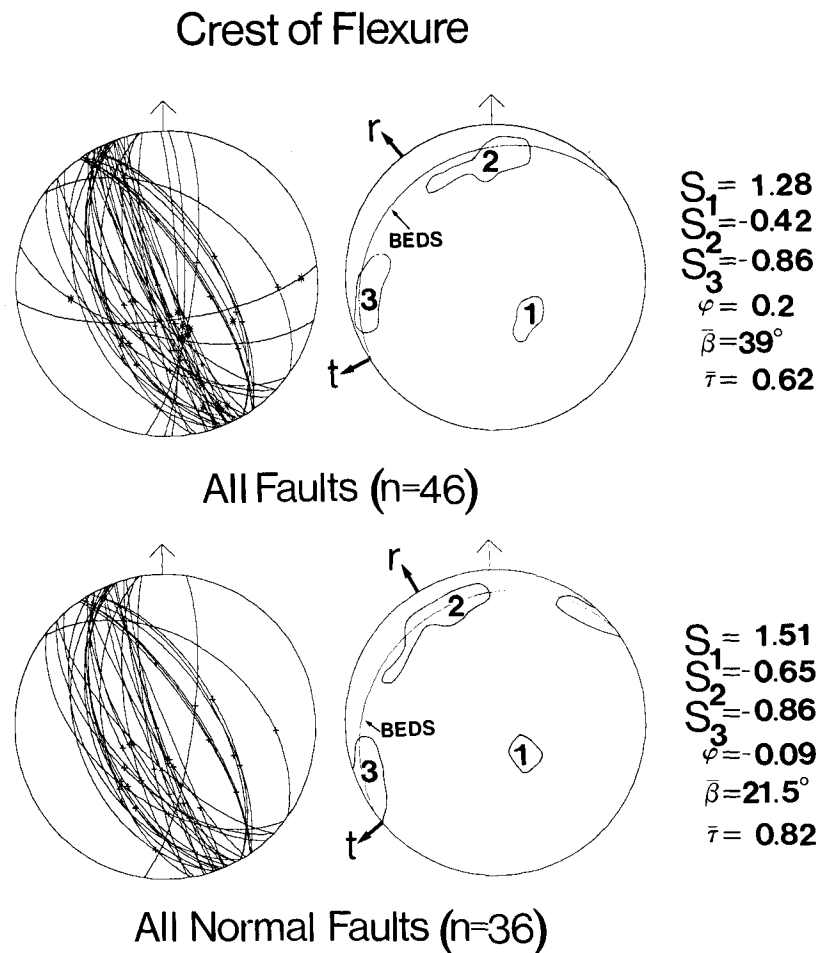 Crest of Flexure
r
2
BEDS
3
1
t
S₁= 1.28
S₂=-0.42
S₃=-0.86
φ = 0.2
β̄=39°
τ̄= 0.62
All Faults (n=46)
r
2
BEDS
3
1
t
S₁= 1.51
S₂=-0.65
S₃=-0.86
φ=-0.09
β̄=21.5°
τ̄= 0.82
All Normal Faults (n=36)